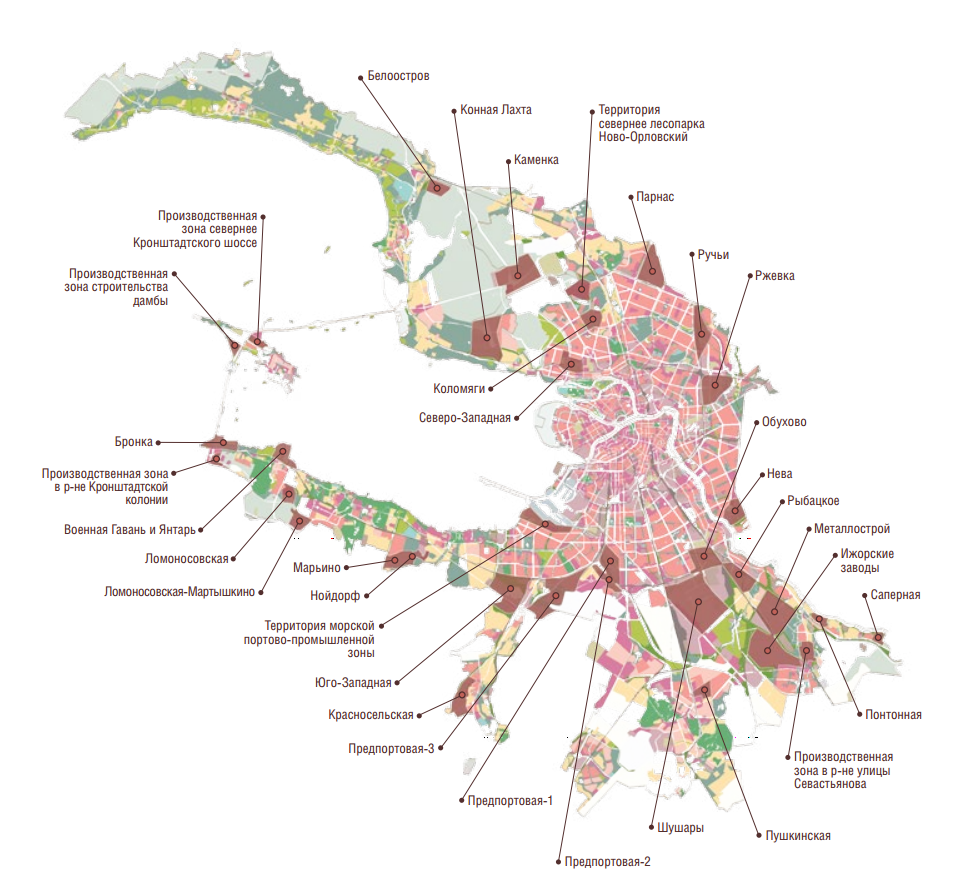 Белоостров
Конная Лахта
Территория
севернее лесопарка
Ново-Орловский
Каменка
Парнас
Производственная
зона севернее
Кронштадтского шоссе
Ручьи
Производственная
зона строительства
дамбы
Ржевка
Коломяги
Северо-Западная
Обухово
Бронка
Производственная зона
в р-не Кронштадтской
колонии
Нева
Рыбацкое
Военная Гавань и Янтарь
Металлострой
Ломоносовская
Ижорские
заводы
Марьино
Ломоносовская-Мартышкино
Нойдорф
Саперная
Территория морской
портово-промышленной
зоны
Юго-Западная
Красносельская
Понтонная
Предпортовая-3
Производственная
зона в р-не улицы
Севастьянова
Предпортовая-1
Шушары
Пушкинская
Предпортовая-2